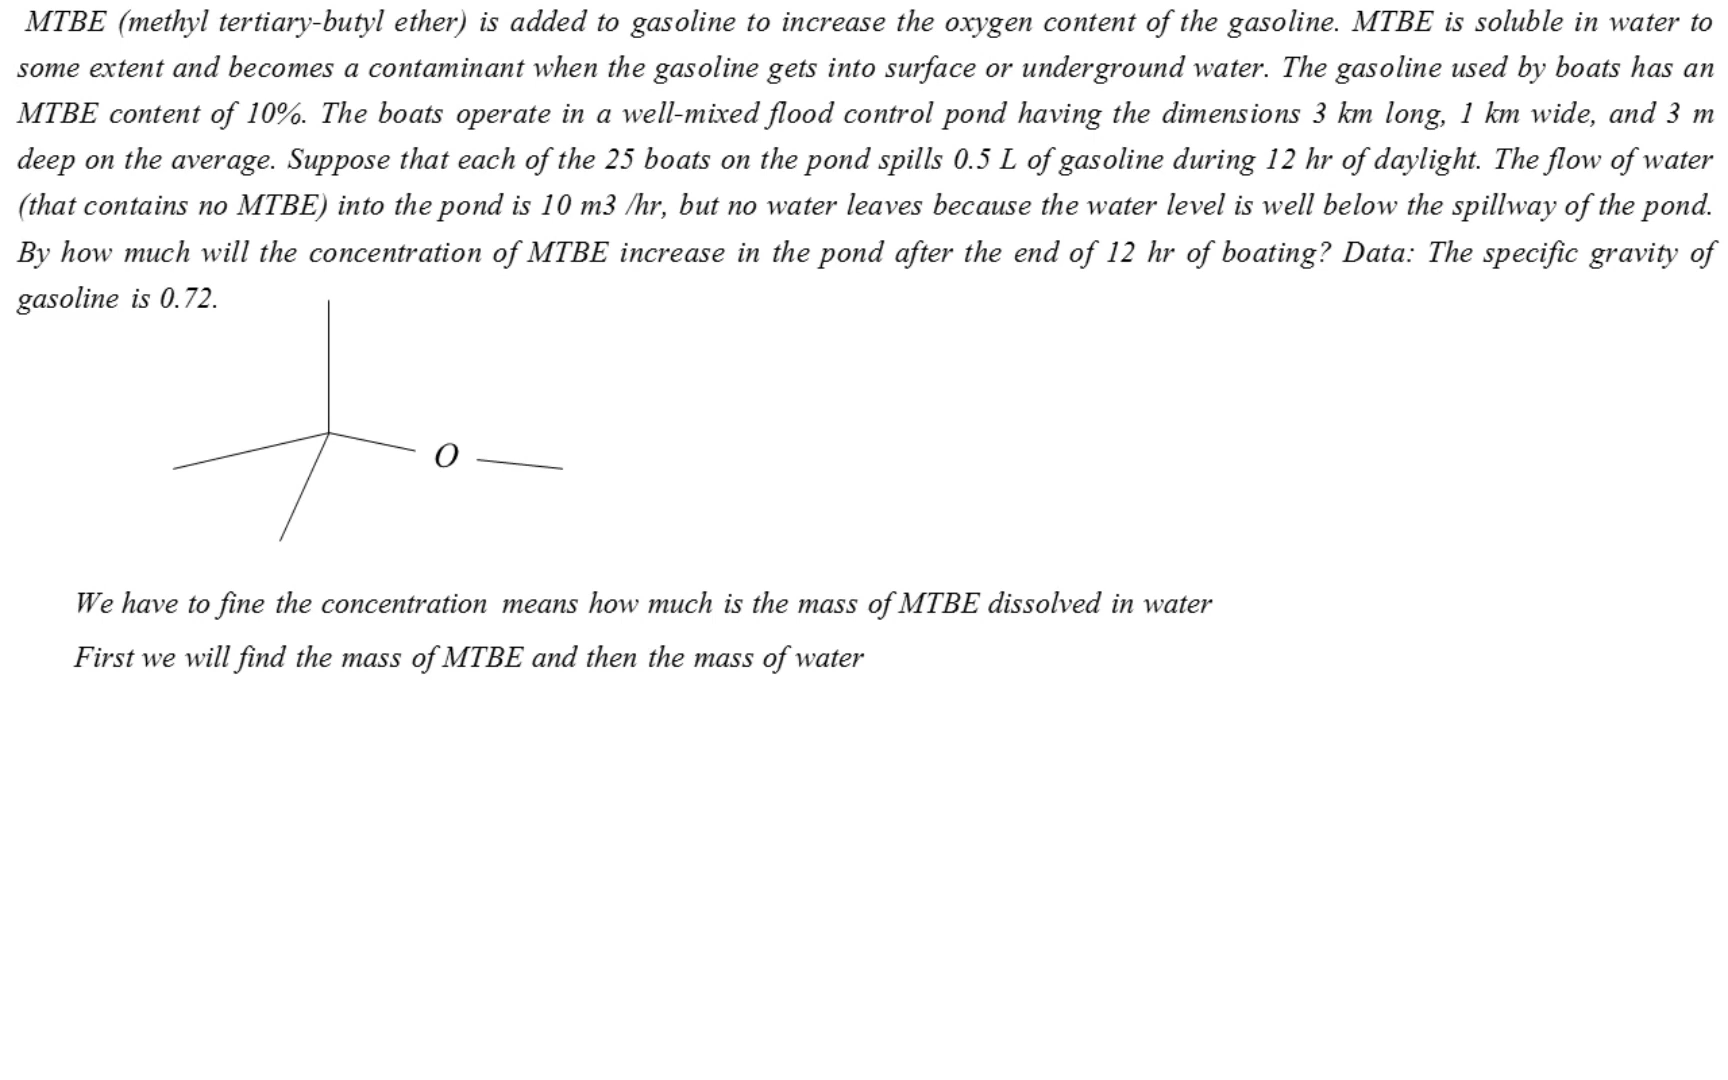 MTBE (methyl tertiary-butyl ether) is added to gasoline to increase the oxygen content of the gasoline. MTBE is soluble in water to
some extent and becomes a contaminant when the gasoline gets into surface or underground water. The gasoline used by boats has an
MTBE content of 10%. The boats operate in a well-mixed flood control pond having the dimensions 3 km long, 1 km wide, and 3 m
deep on the average. Suppose that each of the 25 boats on the pond spills 0.5 L of gasoline during 12 hr of daylight. The flow of water
(that contains no MTBE) into the pond is 10 m3 /hr, but no water leaves because the water level is well below the spillway of the pond.
By how much will the concentration of MTBE increase in the pond after the end of 12 hr of boating? Data: The specific gravity of
gasoline is 0.72.
O
We have to fine the concentration means how much is the mass of MTBE dissolved in water
First we will find the mass of MTBE and then the mass of water